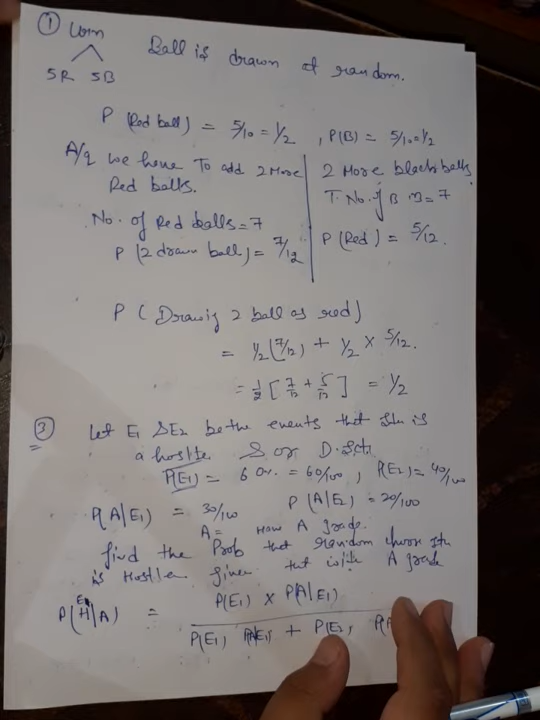 ① Urn Ball is drawn at random.
5R 5B
P (Red ball) = 5/10 = 1/2 , P(B) = 5/10 = 1/2
A/q we have To add 2 More
Red balls.
No. of Red balls = 7
P (2 drawn ball) = 7/12
2 More black balls
T. No. of B = 7
P (Red) = 5/12.
P ( Drawing 2 ball as red)
= 1/2 (7/12) + 1/2 × 5/12.
= 1/2 [ 7/12 + 5/12 ] = 1/2
③ Let E1 & E2 be the events that Stu is
a hostler & or D. Sch
P(E1) = 60%. = 60/100 , P(E2) = 40/100
P(A|E1) = 30/100 P (A|E2) = 20/100
A = A grade.
find the Prob that random chosen Stu
is Hostler given that with A grade
P(H|A) = P(E1) × P(A|E1)
P(E1) P(A|E1) + P(E2)